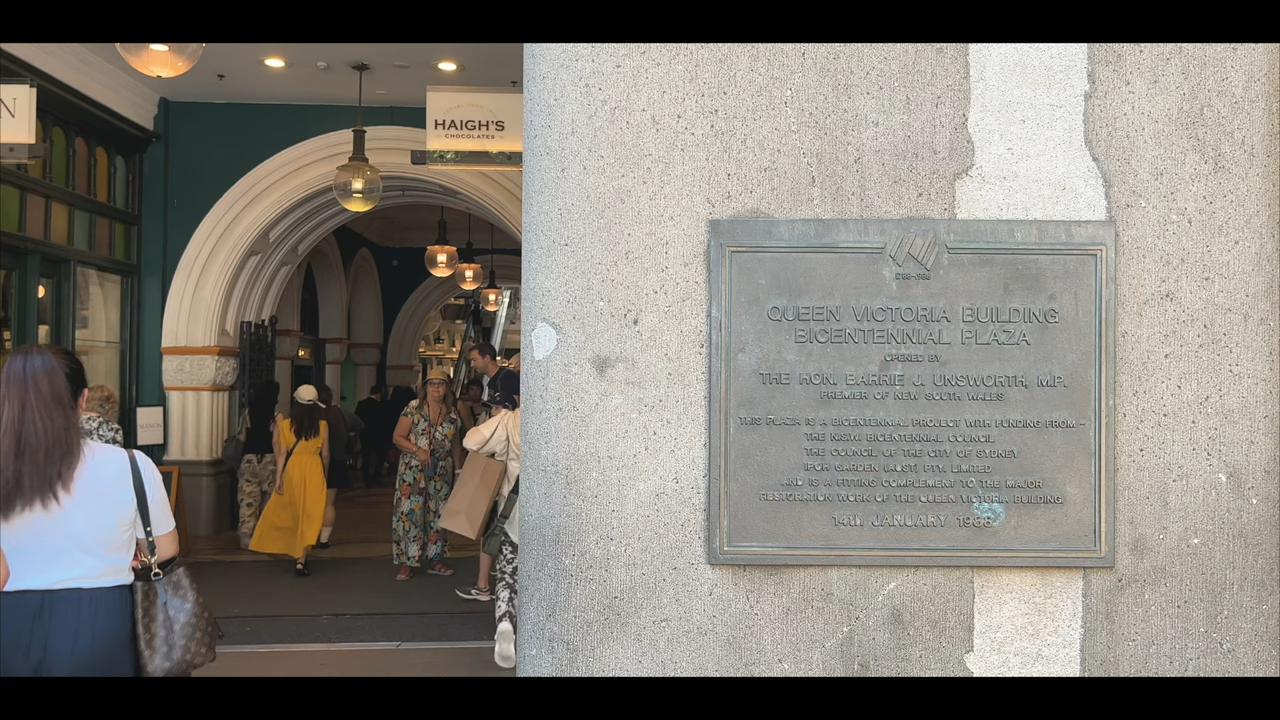 N
HAIGH'S
CHOCOLATES
MANON
1788-1988
QUEEN VICTORIA BUILDING
BICENTENNIAL PLAZA
OPENED BY
THE HON. BARRIE J. UNSWORTH, M.P.
PREMIER OF NEW SOUTH WALES
THIS PLAZA IS A BICENTENNIAL PROJECT WITH FUNDING FROM -
THE N.S.W. BICENTENNIAL COUNCIL
THE COUNCIL OF THE CITY OF SYDNEY
IPOH GARDEN (AUST) PTY. LIMITED
AND IS A FITTING COMPLEMENT TO THE MAJOR
RESTORATION WORK OF THE QUEEN VICTORIA BUILDING
14TH JANUARY 1988